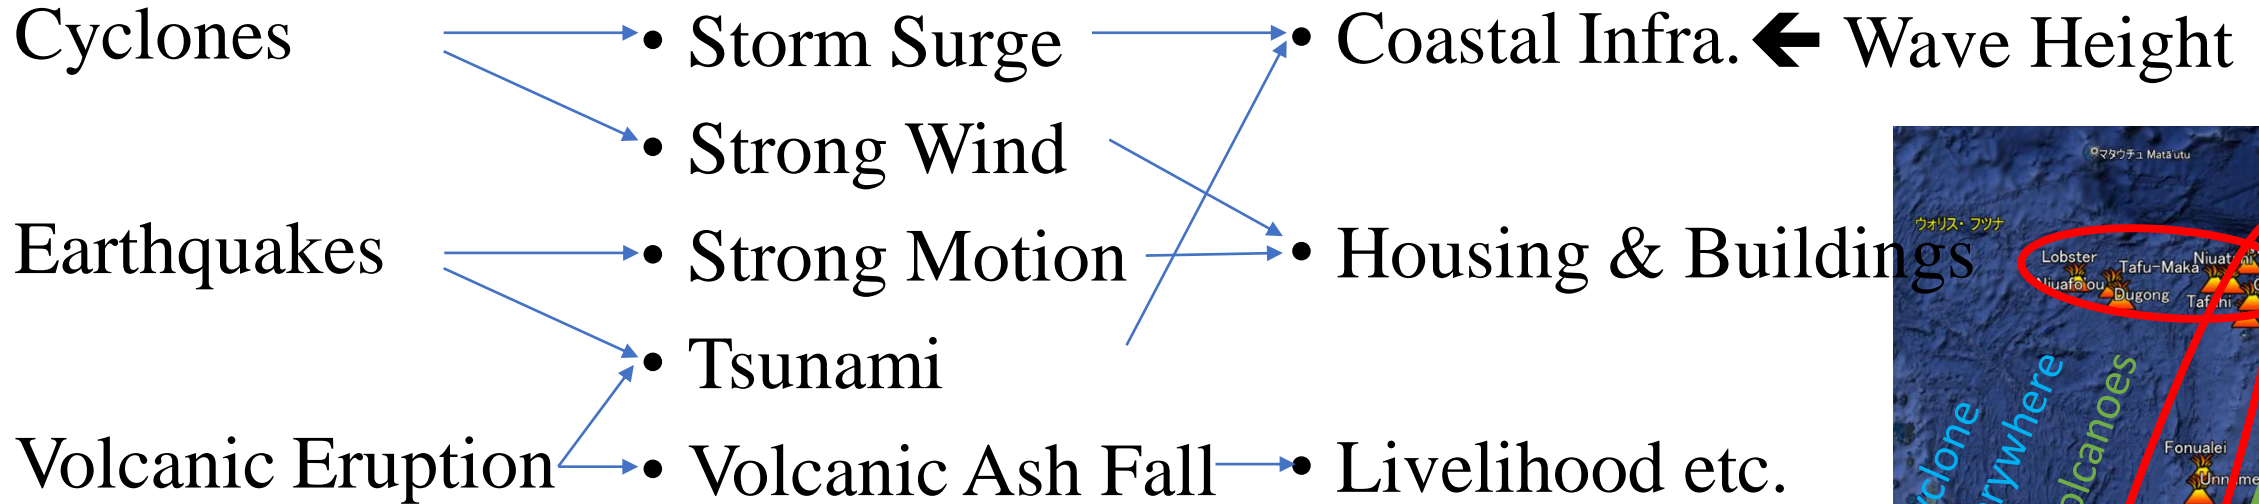 Cyclones
• Storm Surge
• Coastal Infra. 🡸 Wave Height
• Strong Wind
Earthquakes
• Strong Motion
• Housing & Buildings
• Tsunami
Volcanic Eruption
• Volcanic Ash Fall
• Livelihood etc.
マタウチュ Matā'utu
ウォリス・フツナ
Lobster
Tafu-Maka
Dugong
Fonualei